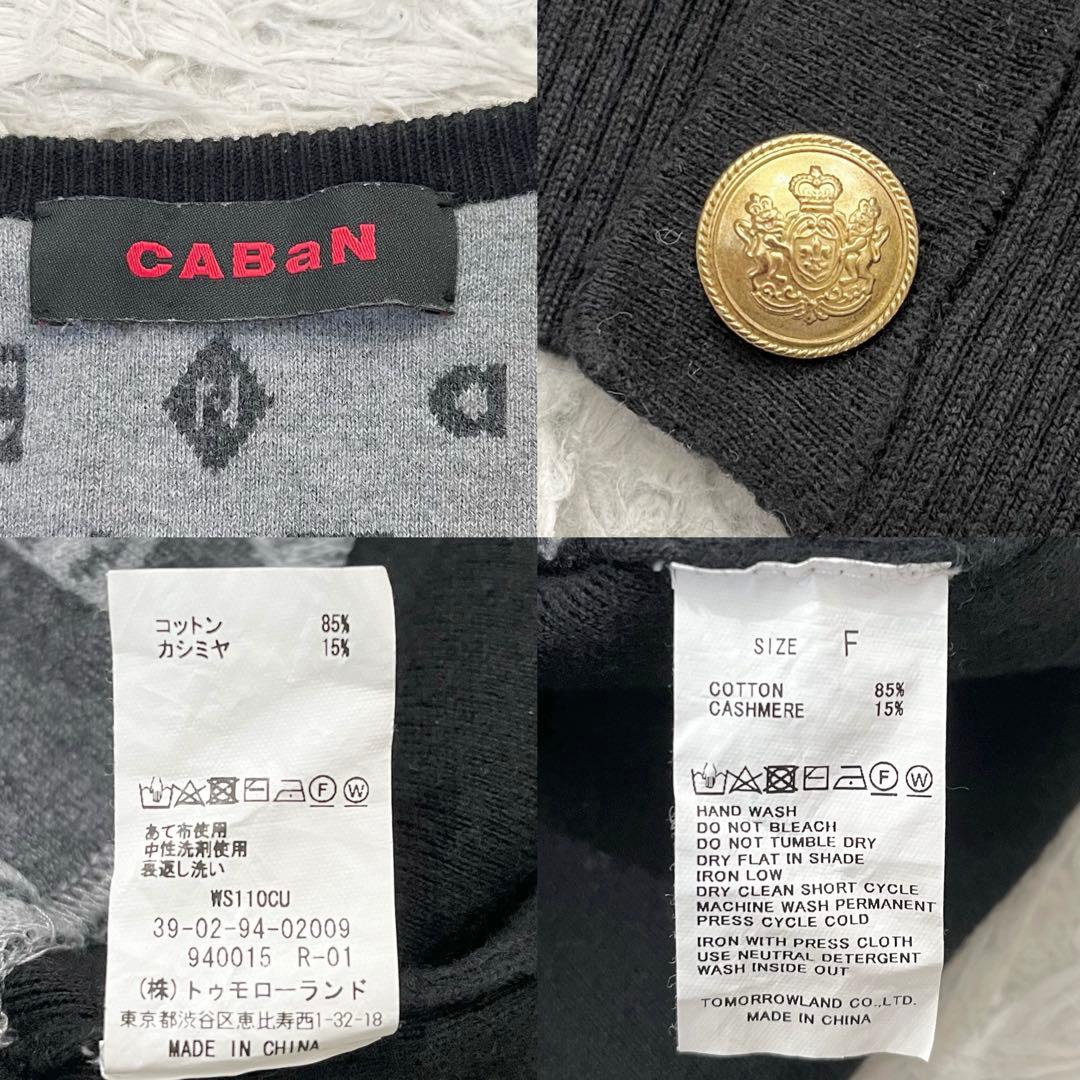 CABaN
コットン 85%
カシミヤ 15%
F W
あて布使用
中性洗剤使用
裏返し洗い
WS110CU
39-02-94-02009
940015 R-01
(株)トゥモローランド
東京都渋谷区恵比寿西1-32-18
MADE IN CHINA
SIZE F
COTTON 85%
CASHMERE 15%
F W
HAND WASH
DO NOT BLEACH
DO NOT TUMBLE DRY
DRY FLAT IN SHADE
IRON LOW
DRY CLEAN SHORT CYCLE
MACHINE WASH PERMANENT
PRESS CYCLE COLD
IRON WITH PRESS CLOTH
USE NEUTRAL DETERGENT
WASH INSIDE OUT
TOMORROWLAND CO.,LTD.
MADE IN CHINA